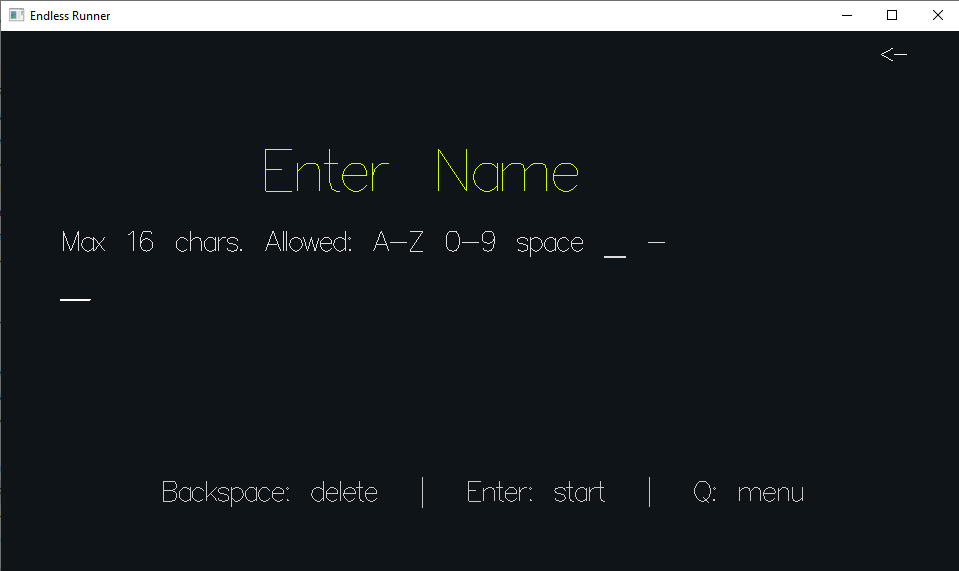 Endless Runner
<-
Enter Name
Max 16 chars. Allowed: A-Z 0-9 space _ -
_
Backspace: delete | Enter: start | Q: menu